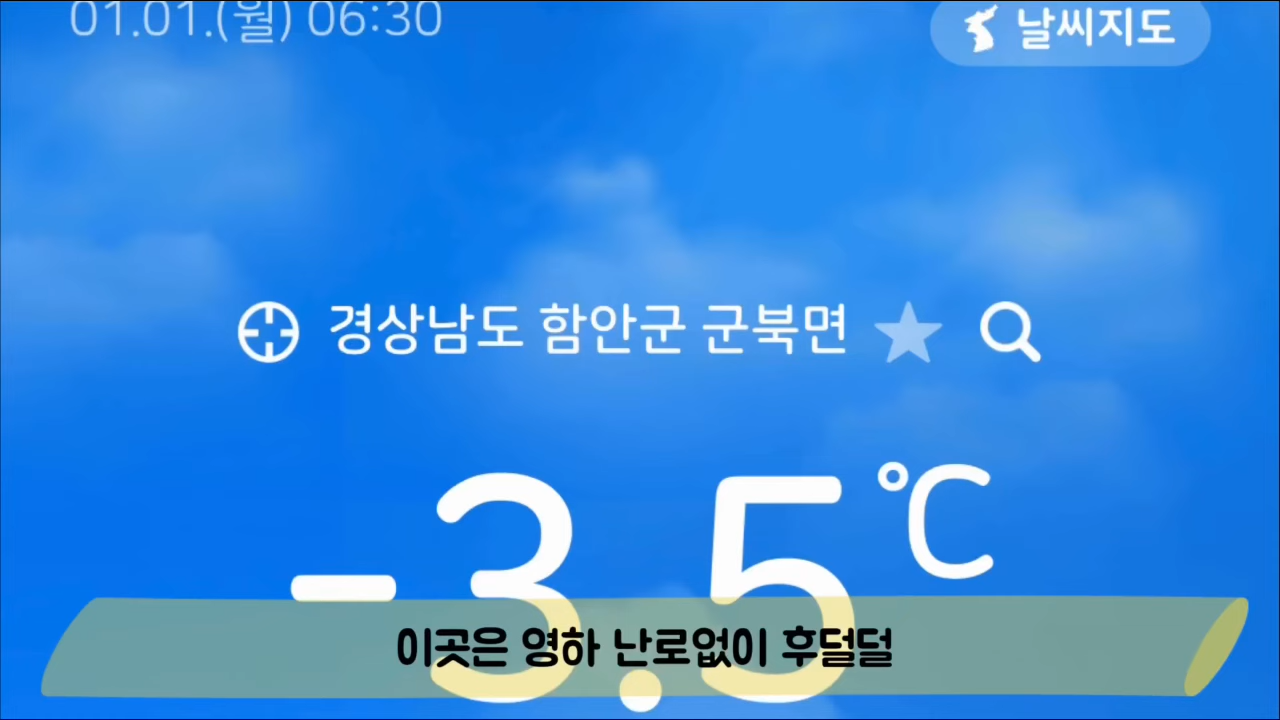 01.01.(월) 06:30
날씨지도
경상남도 함안군 군북면
-3.5℃
이곳은 영하 난로없이 후덜덜